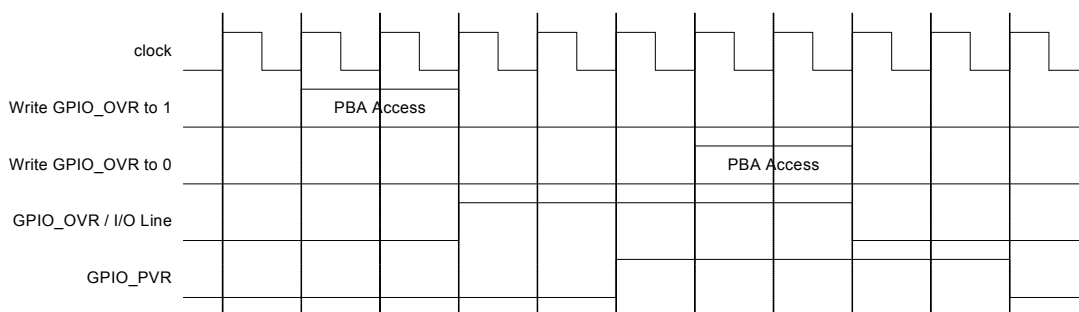 clock
Write GPIO_OVR to 1
PBA Access
Write GPIO_OVR to 0
PBA Access
GPIO_OVR / I/O Line
GPIO_PVR